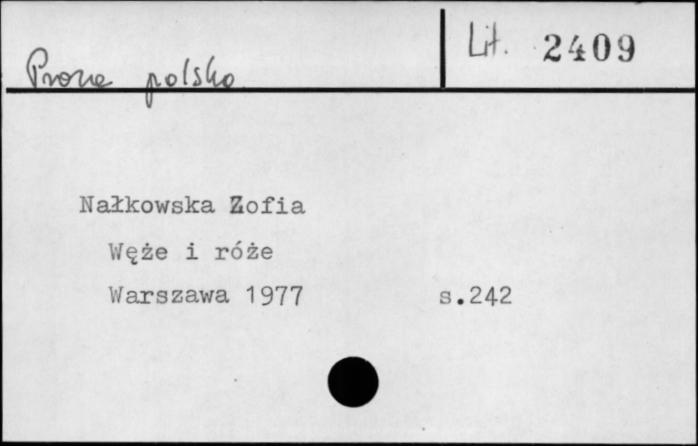 Proza polska
Lit. 2409
Nałkowska Zofia
Węże i róże
Warszawa 1977 s.242